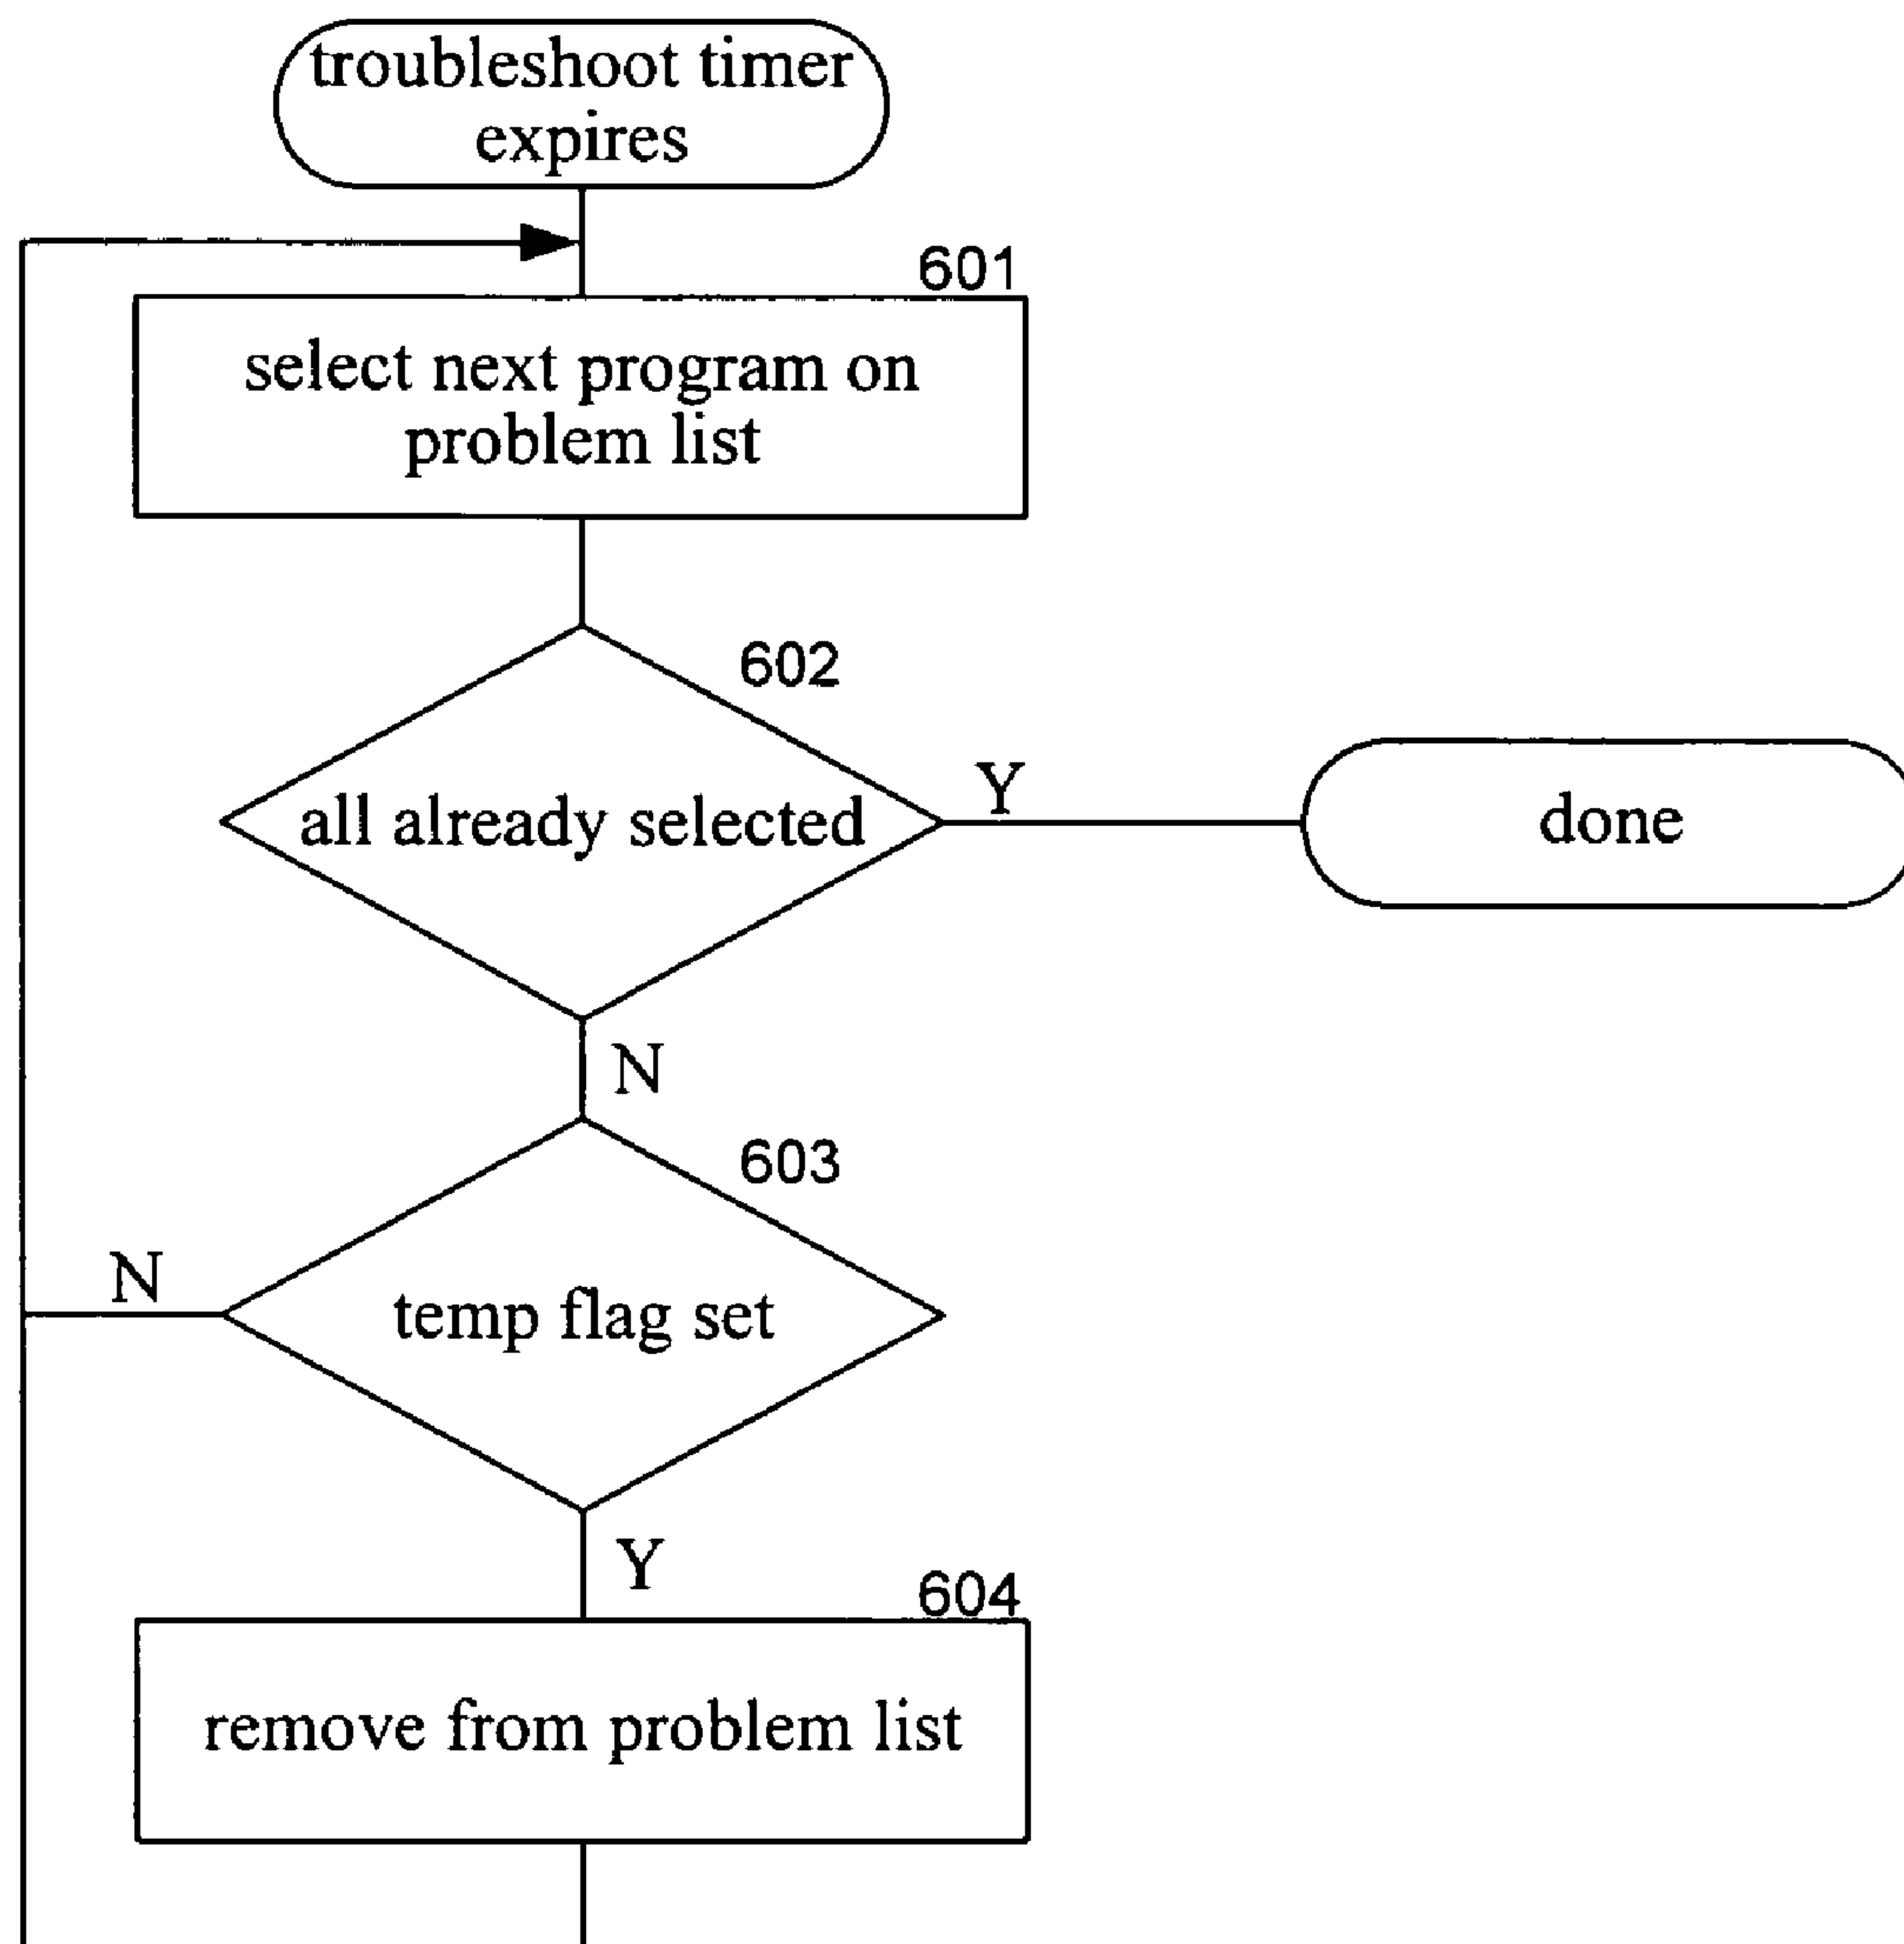 troubleshoot timer
expires
601
select next program on
problem list
602
all already selected
Y
done
N
603
N
temp flag set
Y
604
remove from problem list